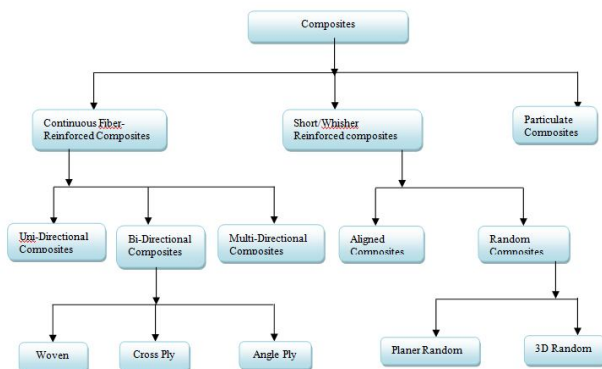 Composites
Continuous Fiber-
Reinforced Composites
Short/Whisher
Reinforced composites
Particulate
Composites
Uni-Directional
Composites
Bi-Directional
Composites
Multi-Directional
Composites
Aligned
Composites
Random
Composites
Woven
Cross Ply
Angle Ply
Planer Random
3D Random